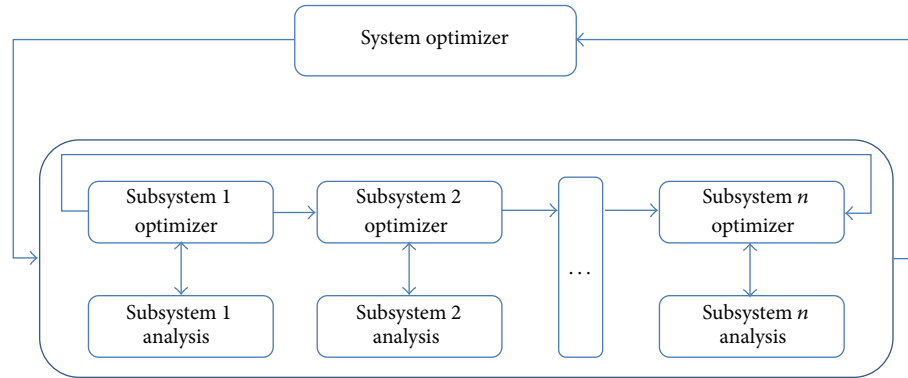 System optimizer
Subsystem 1
optimizer
Subsystem 2
optimizer
...
Subsystem n
optimizer
Subsystem 1
analysis
Subsystem 2
analysis
Subsystem n
analysis